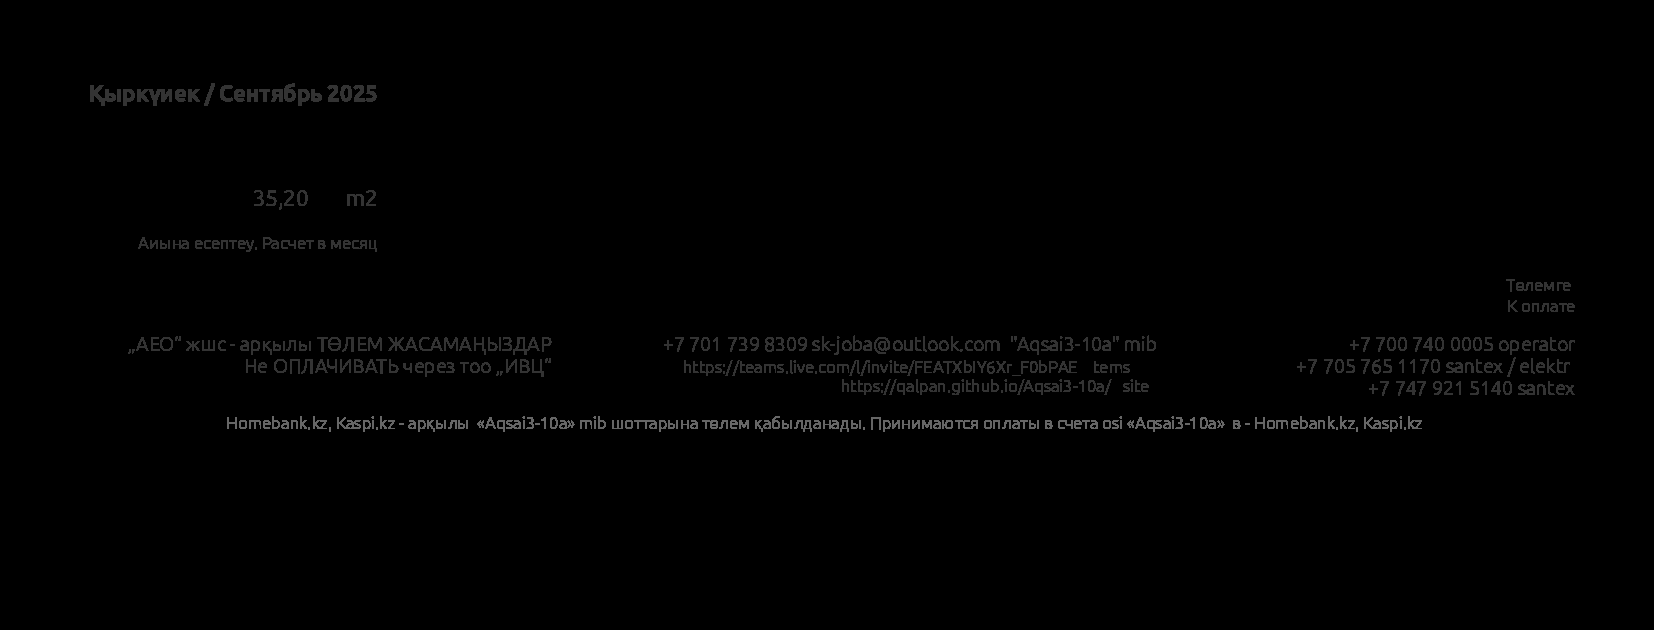 Қыркүиек / Сентябрь 2025
35,20 m2
Аиына есептеу. Расчет в месяц
Төлемге
К оплате
„АЕО“ жшс - арқылы ТӨЛЕМ ЖАСАМАҢЫЗДАР
Не ОПЛАЧИВАТЬ через тоо „ИВЦ“
+7 701 739 8309 sk-joba@outlook.com "Aqsai3-10a" mib
https://teams.live.com/l/invite/FEATXbIY6Xr_F0bPAE tems
https://qalpan.github.io/Aqsai3-10a/ site
+7 700 740 0005 operator
+7 705 765 1170 santex / elektr
+7 747 921 5140 santex
Homebank.kz, Kaspi.kz - арқылы «Aqsai3-10a» mib шоттарына төлем қабылданады. Принимаются оплаты в счета osi «Aqsai3-10a» в - Homebank.kz, Kaspi.kz